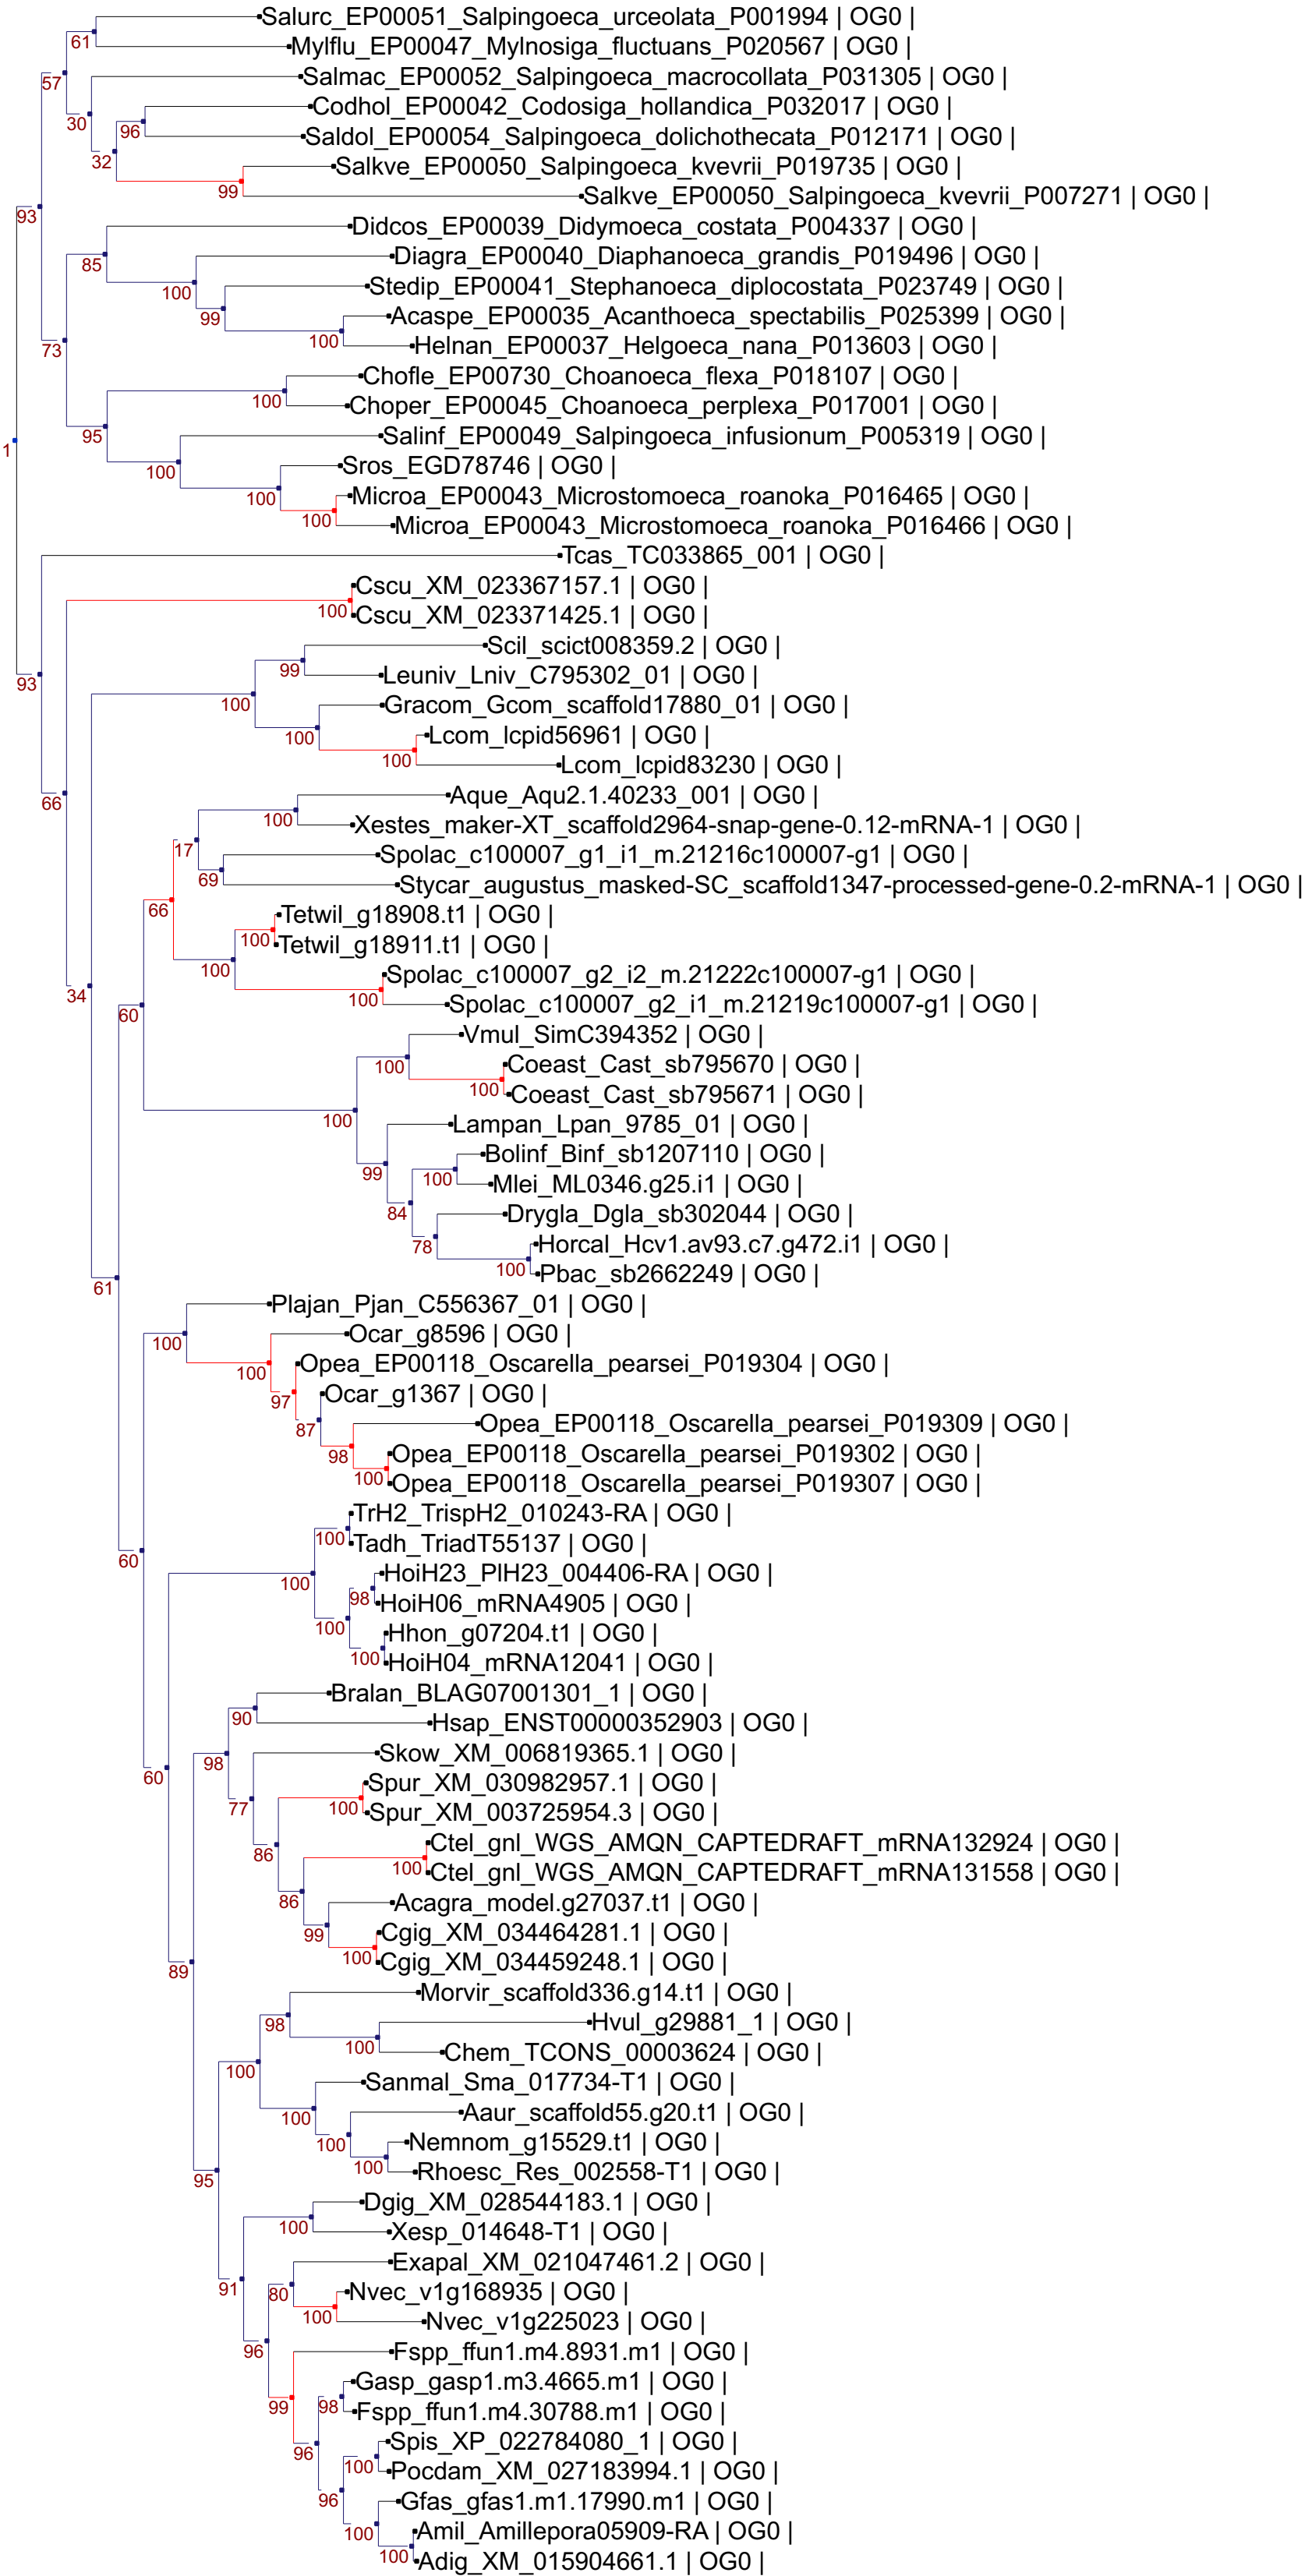 Salurc_EP00051_Salpingoeca_urceolata_P001994 | OG0 |
61
Mylflu_EP00047_Mylnosiga_fluctuans_P020567 | OG0 |
57
Salmac_EP00052_Salpingoeca_macrocollata_P031305 | OG0 |
30
Codhol_EP00042_Codosiga_hollandica_P032017 | OG0 |
96
Saldol_EP00054_Salpingoeca_dolichothecata_P012171 | OG0 |
32
Salkve_EP00050_Salpingoeca_kvevrii_P019735 | OG0 |
99
Salkve_EP00050_Salpingoeca_kvevrii_P007271 | OG0 |
93
Didcos_EP00039_Didymoeca_costata_P004337 | OG0 |
85
Diagra_EP00040_Diaphanoeca_grandis_P019496 | OG0 |
100
Stedip_EP00041_Stephanoeca_diplocostata_P023749 | OG0 |
99
Acaspe_EP00035_Acanthoeca_spectabilis_P025399 | OG0 |
100
Helnan_EP00037_Helgoeca_nana_P013603 | OG0 |
73
Chofle_EP00730_Choanoeca_flexa_P018107 | OG0 |
100
Choper_EP00045_Choanoeca_perplexa_P017001 | OG0 |
95
Salinf_EP00049_Salpingoeca_infusionum_P005319 | OG0 |
1
100
Sros_EGD78746 | OG0 |
100
Microa_EP00043_Microstomoeca_roanoka_P016465 | OG0 |
100
Microa_EP00043_Microstomoeca_roanoka_P016466 | OG0 |
Tcas_TC033865_001 | OG0 |
Cscu_XM_023367157.1 | OG0 |
100
Cscu_XM_023371425.1 | OG0 |
Scil_scict008359.2 | OG0 |
99
Leuniv_Lniv_C795302_01 | OG0 |
93
100
Gracom_Gcom_scaffold17880_01 | OG0 |
100
Lcom_lcpid56961 | OG0 |
100
Lcom_lcpid83230 | OG0 |
Aque_Aqu2.1.40233_001 | OG0 |
66
100
Xestes_maker-XT_scaffold2964-snap-gene-0.12-mRNA-1 | OG0 |
17
Spolac_c100007_g1_i1_m.21216c100007-g1 | OG0 |
69
Stycar_augustus_masked-SC_scaffold1347-processed-gene-0.2-mRNA-1 | OG0 |
66
Tetwil_g18908.t1 | OG0 |
100
Tetwil_g18911.t1 | OG0 |
100
Spolac_c100007_g2_i2_m.21222c100007-g1 | OG0 |
34
100
Spolac_c100007_g2_i1_m.21219c100007-g1 | OG0 |
60
Vmul_SimC394352 | OG0 |
100
Coeast_Cast_sb795670 | OG0 |
100
Coeast_Cast_sb795671 | OG0 |
100
Lampan_Lpan_9785_01 | OG0 |
Bolinf_Binf_sb1207110 | OG0 |
99
100
Mlei_ML0346.g25.i1 | OG0 |
84
Drygla_Dgla_sb302044 | OG0 |
78
Horcal_Hcv1.av93.c7.g472.i1 | OG0 |
100
Pbac_sb2662249 | OG0 |
61
Plajan_Pjan_C556367_01 | OG0 |
100
Ocar_g8596 | OG0 |
100
Opea_EP00118_Oscarella_pearsei_P019304 | OG0 |
97
Ocar_g1367 | OG0 |
87
Opea_EP00118_Oscarella_pearsei_P019309 | OG0 |
98
Opea_EP00118_Oscarella_pearsei_P019302 | OG0 |
100
Opea_EP00118_Oscarella_pearsei_P019307 | OG0 |
TrH2_TrispH2_010243-RA | OG0 |
100
Tadh_TriadT55137 | OG0 |
60
HoiH23_PlH23_004406-RA | OG0 |
100
98
HoiH06_mRNA4905 | OG0 |
100
Hhon_g07204.t1 | OG0 |
100
HoiH04_mRNA12041 | OG0 |
Bralan_BLAG07001301_1 | OG0 |
90
Hsap_ENST00000352903 | OG0 |
98
Skow_XM_006819365.1 | OG0 |
60
Spur_XM_030982957.1 | OG0 |
100
77
Spur_XM_003725954.3 | OG0 |
Ctel_gnl_WGS_AMQN_CAPTEDRAFT_mRNA132924 | OG0 |
86
100
Ctel_gnl_WGS_AMQN_CAPTEDRAFT_mRNA131558 | OG0 |
86
Acagra_model.g27037.t1 | OG0 |
99
Cgig_XM_034464281.1 | OG0 |
100
Cgig_XM_034459248.1 | OG0 |
89
Morvir_scaffold336.g14.t1 | OG0 |
98
Hvul_g29881_1 | OG0 |
100
Chem_TCONS_00003624 | OG0 |
100
Sanmal_Sma_017734-T1 | OG0 |
100
Aaur_scaffold55.g20.t1 | OG0 |
100
Nemnom_g15529.t1 | OG0 |
100
Rhoesc_Res_002558-T1 | OG0 |
95
Dgig_XM_028544183.1 | OG0 |
100
Xesp_014648-T1 | OG0 |
Exapal_XM_021047461.2 | OG0 |
91
80
Nvec_v1g168935 | OG0 |
100
Nvec_v1g225023 | OG0 |
96
Fspp_ffun1.m4.8931.m1 | OG0 |
Gasp_gasp1.m3.4665.m1 | OG0 |
99
98
Fspp_ffun1.m4.30788.m1 | OG0 |
96
Spis_XP_022784080_1 | OG0 |
100
Pocdam_XM_027183994.1 | OG0 |
96
Gfas_gfas1.m1.17990.m1 | OG0 |
100
Amil_Amillepora05909-RA | OG0 |
100
Adig_XM_015904661.1 | OG0 |